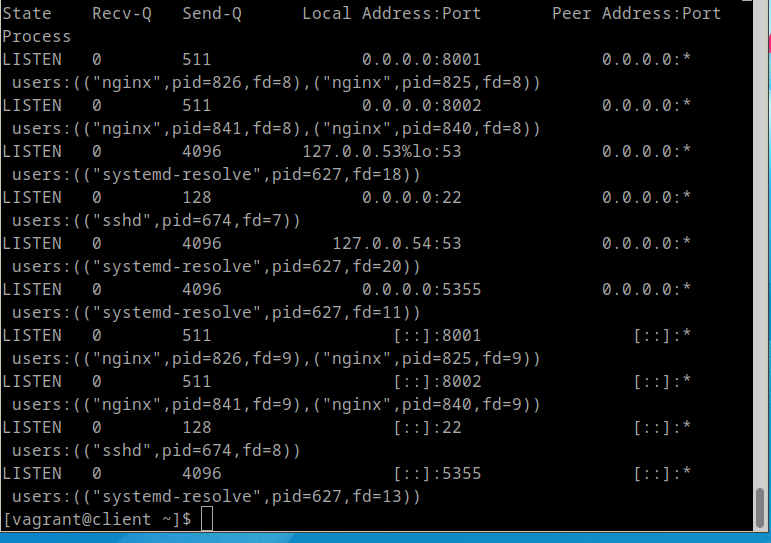 State    Recv-Q   Send-Q      Local Address:Port       Peer Address:Port
Process
LISTEN   0        511               0.0.0.0:8001            0.0.0.0:*
 users:(("nginx",pid=826,fd=8),("nginx",pid=825,fd=8))
LISTEN   0        511               0.0.0.0:8002            0.0.0.0:*
 users:(("nginx",pid=841,fd=8),("nginx",pid=840,fd=8))
LISTEN   0        4096        127.0.0.53%lo:53              0.0.0.0:*
 users:(("systemd-resolve",pid=627,fd=18))
LISTEN   0        128               0.0.0.0:22              0.0.0.0:*
 users:(("sshd",pid=674,fd=7))
LISTEN   0        4096           127.0.0.54:53              0.0.0.0:*
 users:(("systemd-resolve",pid=627,fd=20))
LISTEN   0        4096              0.0.0.0:5355            0.0.0.0:*
 users:(("systemd-resolve",pid=627,fd=11))
LISTEN   0        511                  [::]:8001               [::]:*
 users:(("nginx",pid=826,fd=9),("nginx",pid=825,fd=9))
LISTEN   0        511                  [::]:8002               [::]:*
 users:(("nginx",pid=841,fd=9),("nginx",pid=840,fd=9))
LISTEN   0        128                  [::]:22                 [::]:*
 users:(("sshd",pid=674,fd=8))
LISTEN   0        4096                 [::]:5355               [::]:*
 users:(("systemd-resolve",pid=627,fd=13))
[vagrant@client ~]$